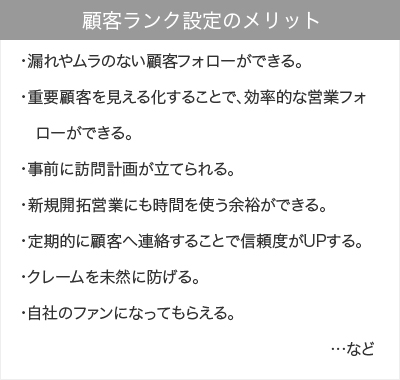 顧客ランク設定のメリット
・漏れやムラのない顧客フォローができる。
・重要顧客を見える化することで、効率的な営業フォ
ローができる。
・事前に訪問計画が立てられる。
・新規開拓営業にも時間を使う余裕ができる。
・定期的に顧客へ連絡することで信頼度がUPする。
・クレームを未然に防げる。
・自社のファンになってもらえる。
…など